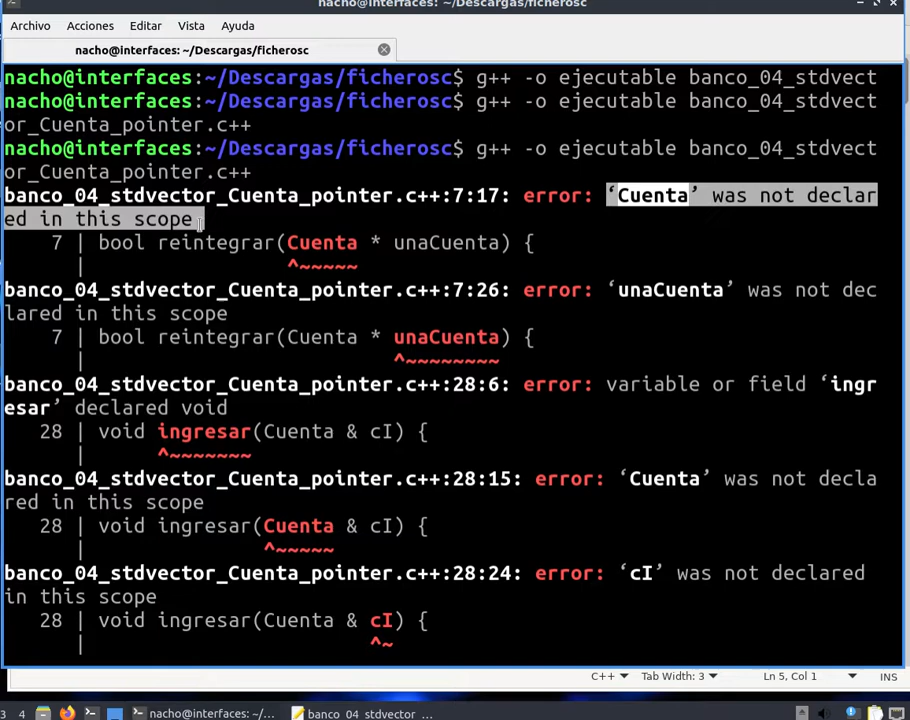 nacho@interfaces: ~/Descargas/ficherosc
Archivo Acciones Editar Vista Ayuda
nacho@interfaces: ~/Descargas/ficherosc
nacho@interfaces:~/Descargas/ficherosc$ g++ -o ejecutable banco_04_stdvect
nacho@interfaces:~/Descargas/ficherosc$ g++ -o ejecutable banco_04_stdvect
or_Cuenta_pointer.c++
nacho@interfaces:~/Descargas/ficherosc$ g++ -o ejecutable banco_04_stdvect
or_Cuenta_pointer.c++
banco_04_stdvector_Cuenta_pointer.c++:7:17: error: ‘Cuenta’ was not declar
ed in this scope
7 | bool reintegrar(Cuenta * unaCuenta) {
| ^~~~~~
banco_04_stdvector_Cuenta_pointer.c++:7:26: error: ‘unaCuenta’ was not dec
lared in this scope
7 | bool reintegrar(Cuenta * unaCuenta) {
| ^~~~~~~~~
banco_04_stdvector_Cuenta_pointer.c++:28:6: error: variable or field ‘ingr
esar’ declared void
28 | void ingresar(Cuenta & cI) {
| ^~~~~~~~
banco_04_stdvector_Cuenta_pointer.c++:28:15: error: ‘Cuenta’ was not decla
red in this scope
28 | void ingresar(Cuenta & cI) {
| ^~~~~~
banco_04_stdvector_Cuenta_pointer.c++:28:24: error: ‘cI’ was not declared
in this scope
28 | void ingresar(Cuenta & cI) {
| ^~
C++ Tab Width: 3 Ln 5, Col 1 INS
3 4 nacho@interfaces: ~/... banco_04_stdvector_...